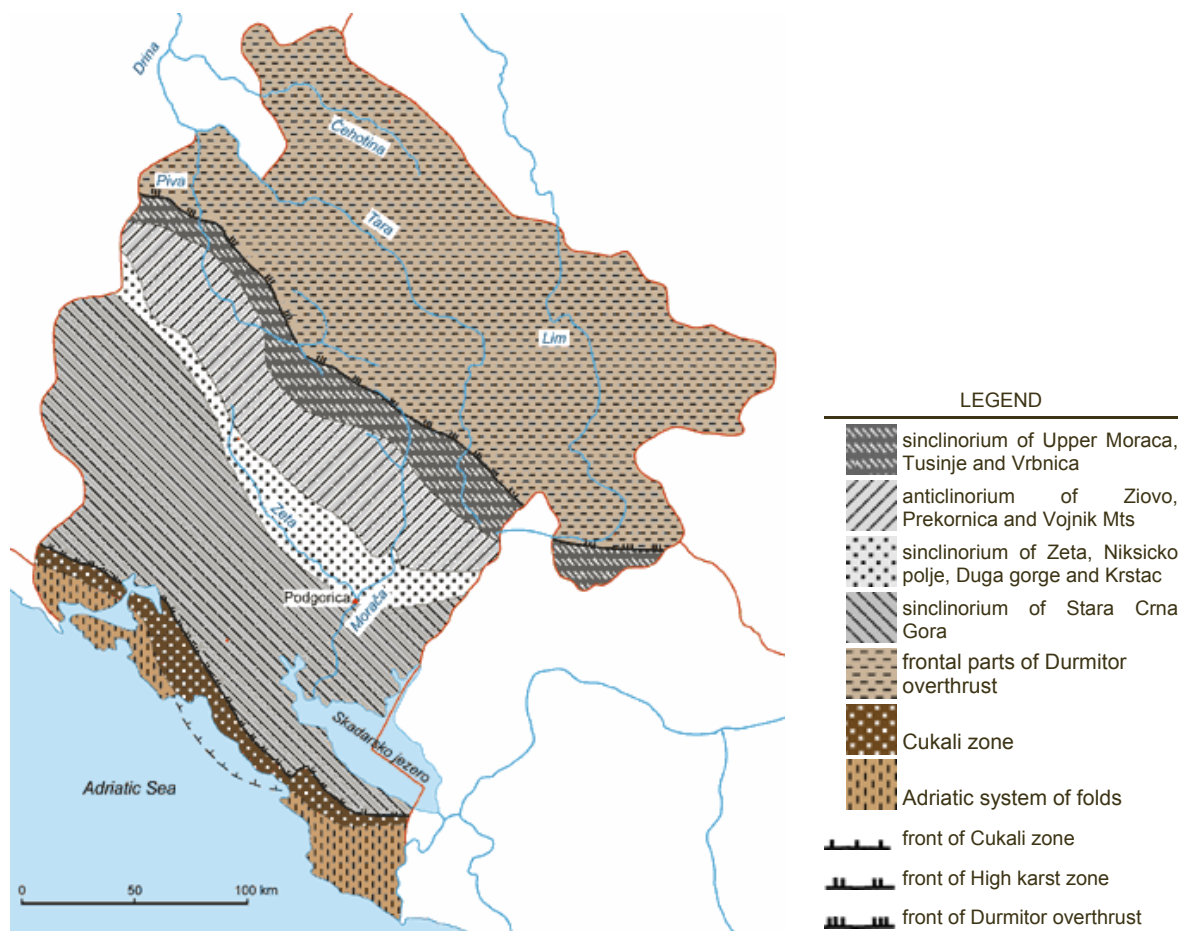 Drina
Čehotina
Piva
Tara
Lim
Zeta
Podgorica
Morača
Skadarsko jezero
Adriatic Sea
0 50 100 km
LEGEND
sinclinorium of Upper Moraca,
Tusinje and Vrbnica
anticlinorium of Ziovo,
Prekornica and Vojnik Mts
sinclinorium of Zeta, Niksicko
polje, Duga gorge and Krstac
sinclinorium of Stara Crna
Gora
frontal parts of Durmitor
overthrust
Cukali zone
Adriatic system of folds
front of Cukali zone
front of High karst zone
front of Durmitor overthrust